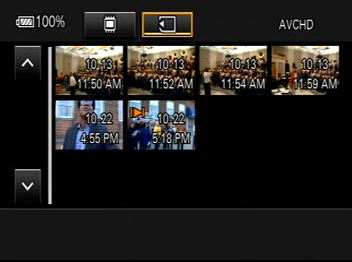 100%
AVCHD
10.13 10.13 10.13 10.13
11:50 AM 11:52 AM 11:54 AM 11:59 AM
10.22 10.22
4:55 PM 5:18 PM